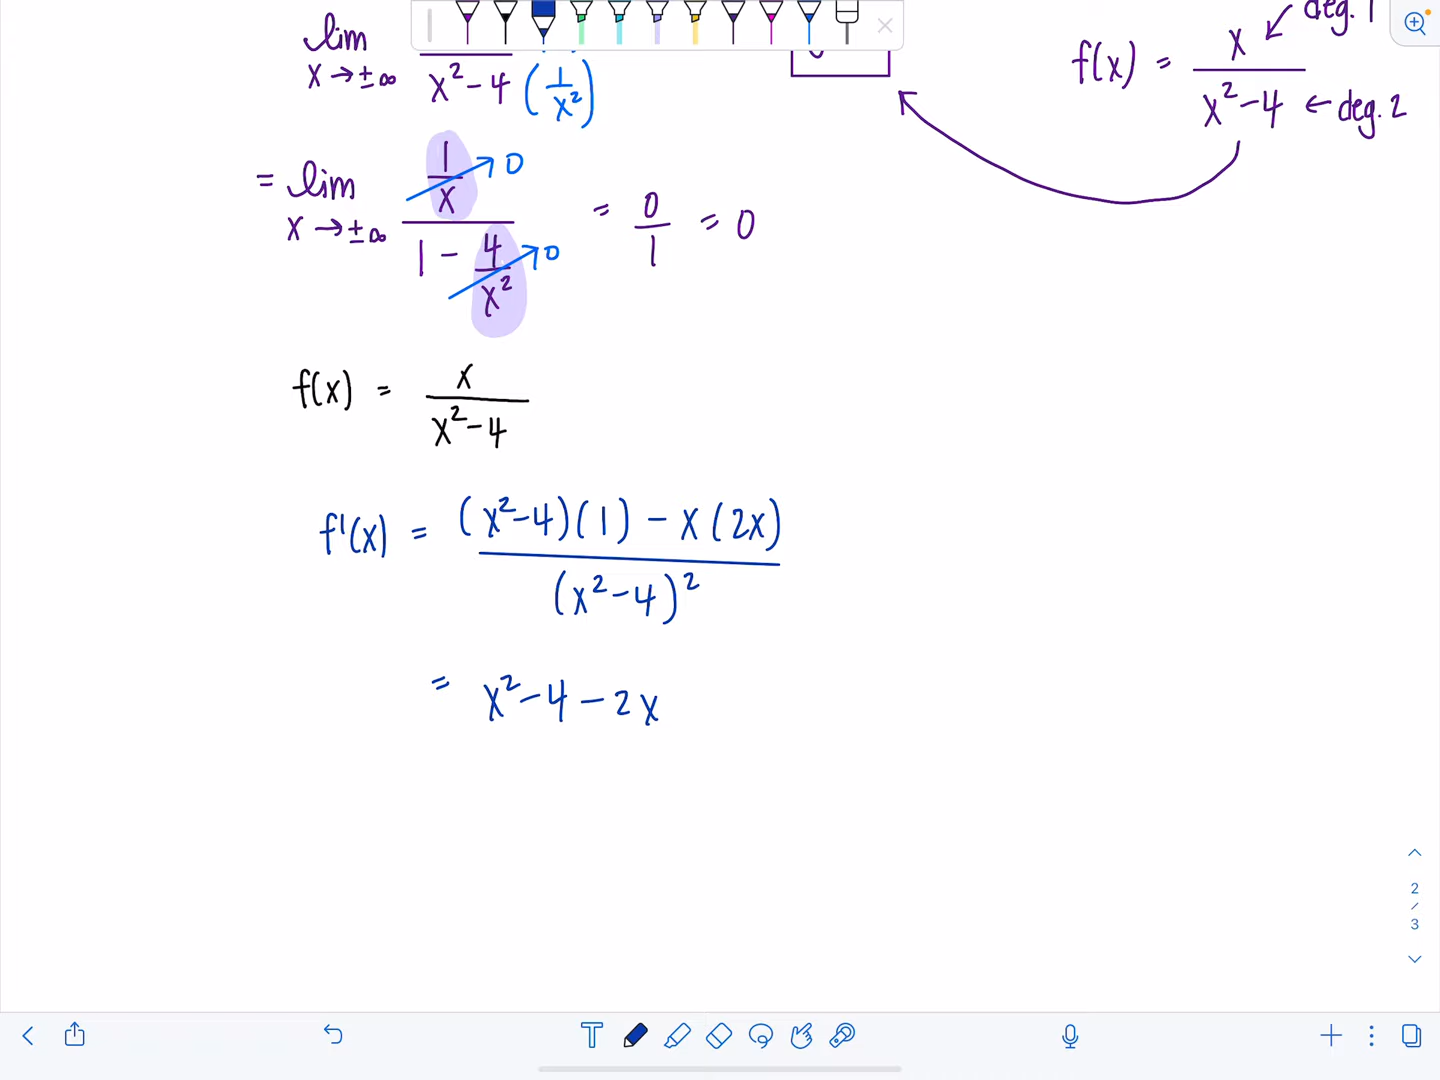 lim x→±∞ /(x²-4) (1/x²)
f(x) = x/(x²-4) ← deg. 2
deg. 1
= lim x→±∞ (1/x →0)/(1 - 4/x² →0) = 0/1 = 0
f(x) = x/(x²-4)
f'(x) = ((x²-4)(1) - x(2x))/(x²-4)²
= x²-4-2x
2
/
3
T